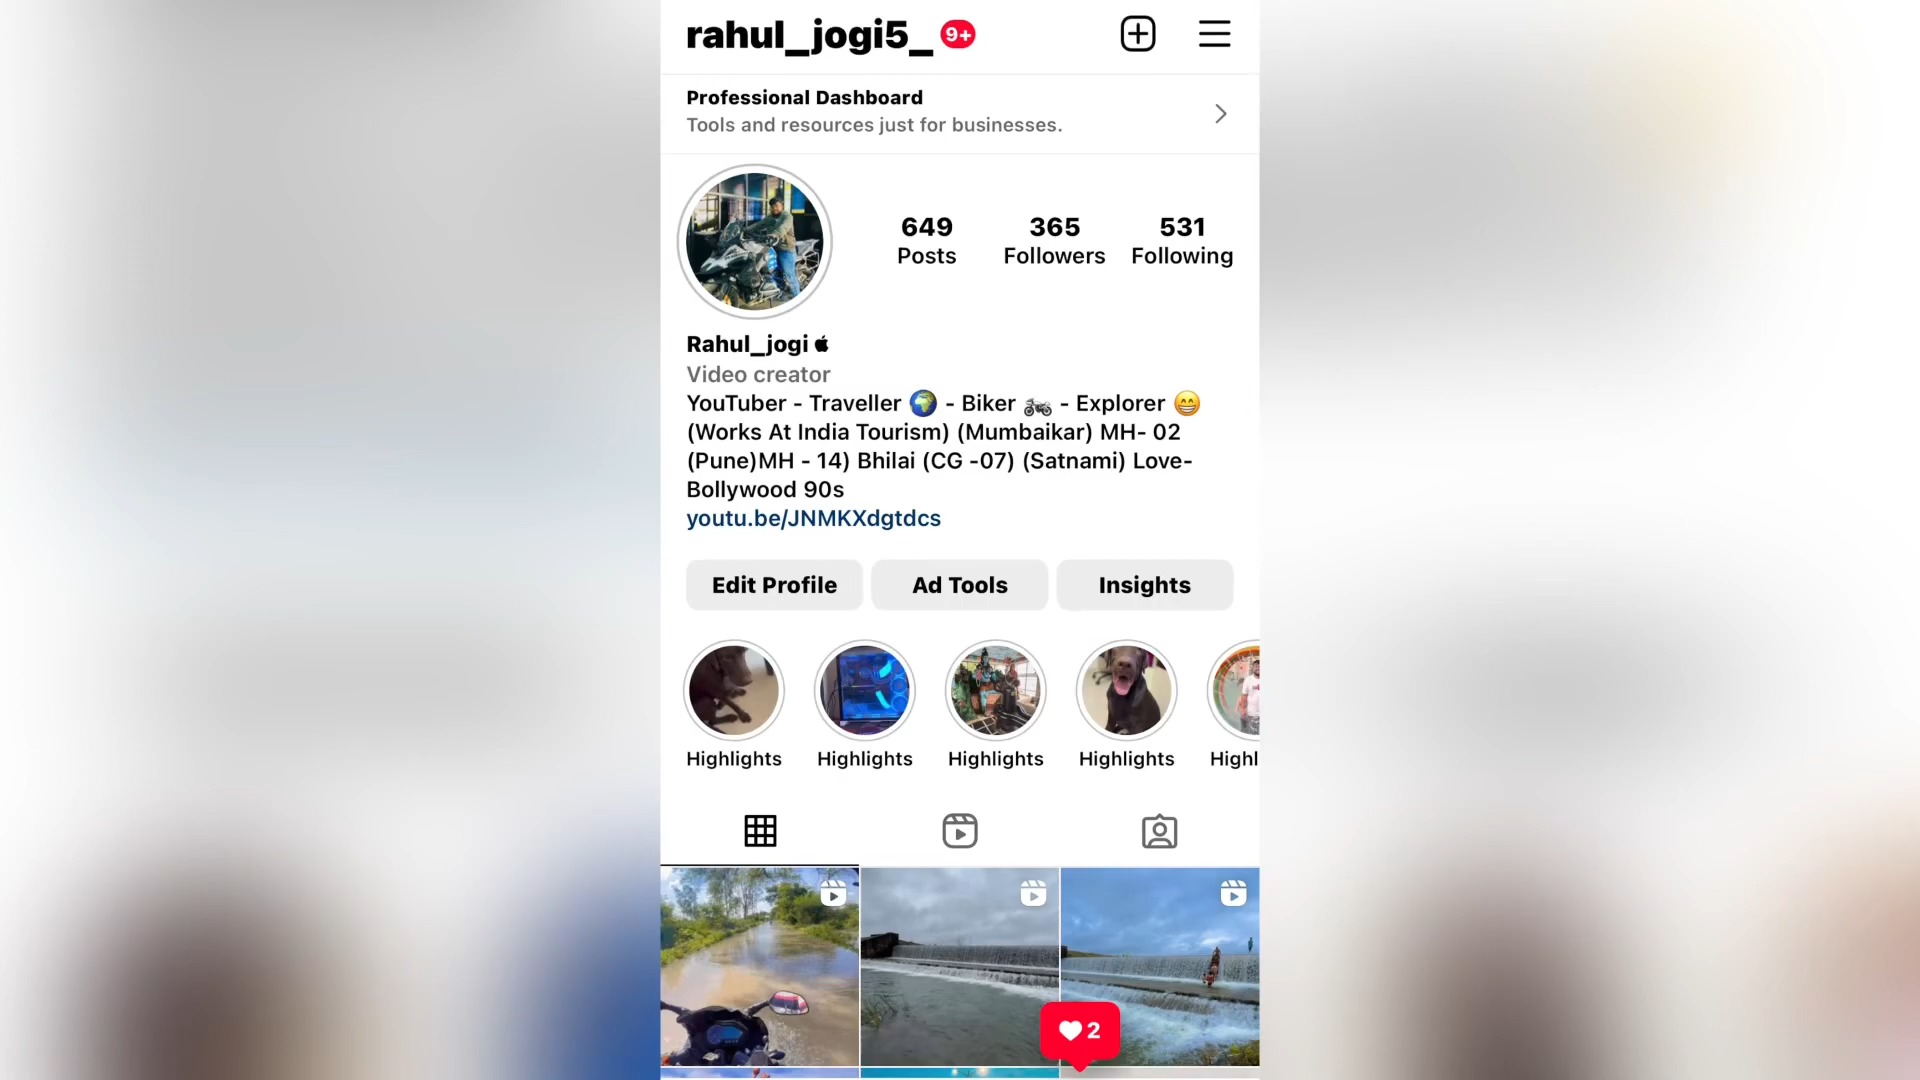 rahul_jogi5_ 9+
Professional Dashboard
Tools and resources just for businesses.
649 365 531
Posts Followers Following
Rahul_jogi
Video creator
YouTuber - Traveller 🌍 - Biker 🏍 - Explorer 😁
(Works At India Tourism) (Mumbaikar) MH- 02
(Pune)MH - 14) Bhilai (CG -07) (Satnami) Love-
Bollywood 90s
youtu.be/JNMKXdgtdcs
Edit Profile Ad Tools Insights
Highlights Highlights Highlights Highlights Highl
2